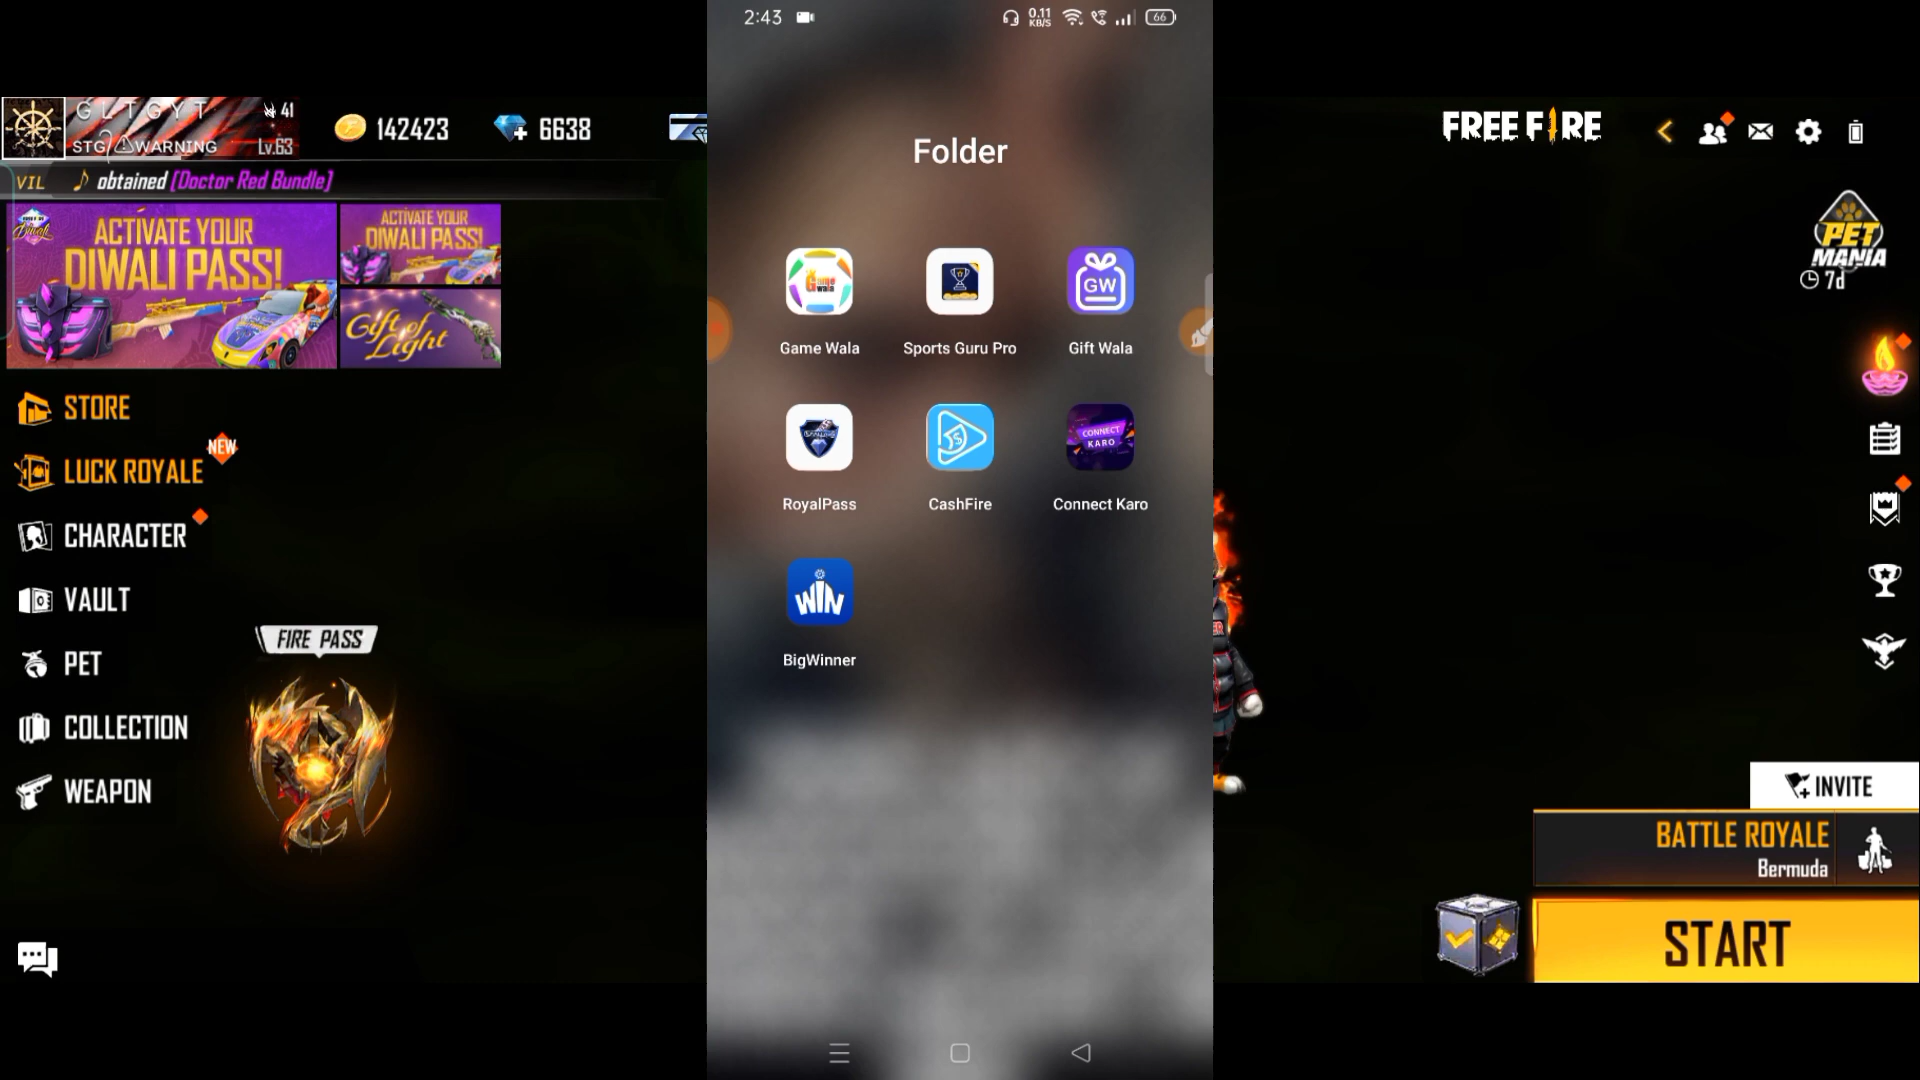 2:43
0.11
KB/S
66
G L T G Y T
41
STG
WARNING
Lv.63
142423
6638
FREE FIRE
VIL
obtained [Doctor Red Bundle]
ACTIVATE YOUR
DIWALI PASS!
ACTIVATE YOUR
DIWALI PASS!
Gift of
Light
PET
MANIA
7d
STORE
NEW
LUCK ROYALE
CHARACTER
VAULT
PET
COLLECTION
WEAPON
FIRE PASS
Folder
Game Wala
Sports Guru Pro
GW
Gift Wala
RoyalPass
CashFire
CONNECT
KARO
Connect Karo
WIN
BigWinner
INVITE
BATTLE ROYALE
Bermuda
START